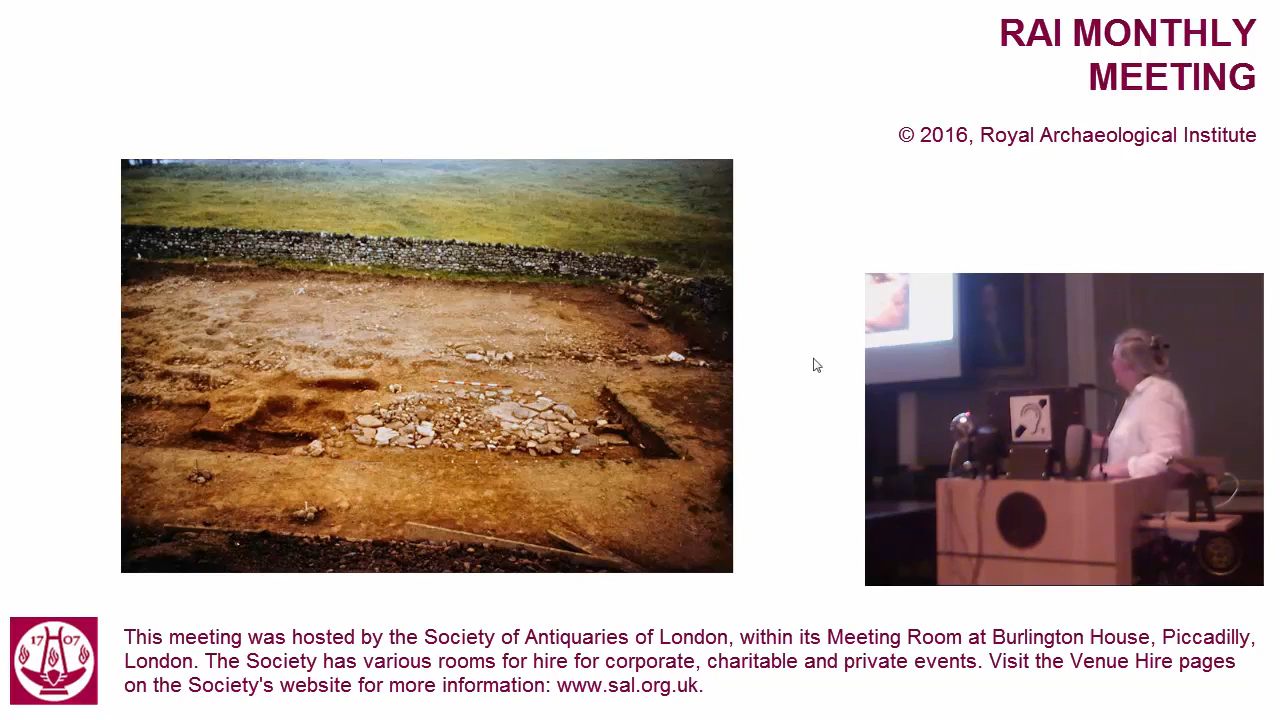 RAI MONTHLY
MEETING
© 2016, Royal Archaeological Institute
17 07
This meeting was hosted by the Society of Antiquaries of London, within its Meeting Room at Burlington House, Piccadilly,
London. The Society has various rooms for hire for corporate, charitable and private events. Visit the Venue Hire pages
on the Society's website for more information: www.sal.org.uk.